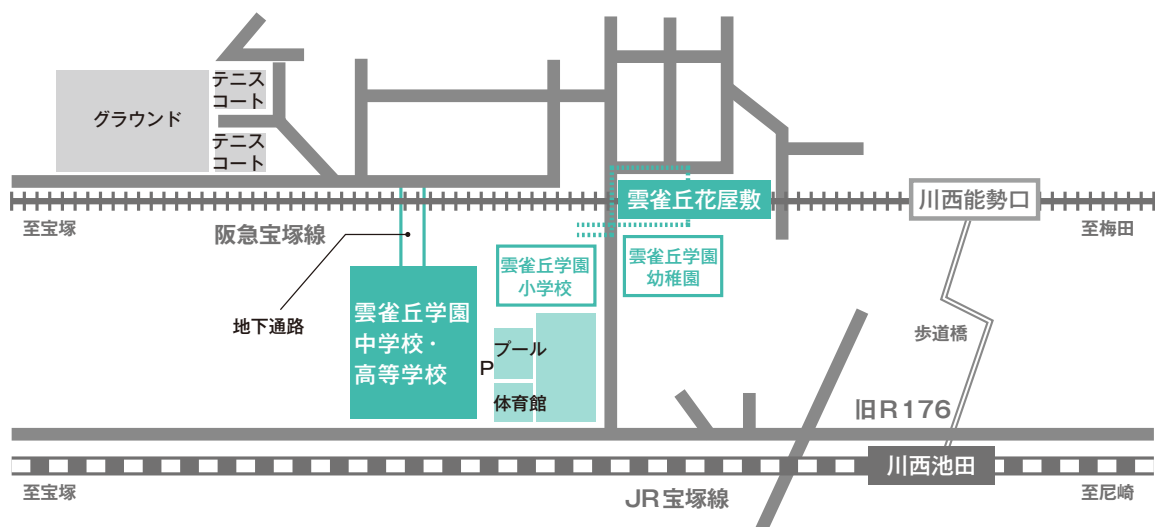 テニス
コート
グラウンド
テニス
コート
雲雀丘花屋敷
川西能勢口
至宝塚
阪急宝塚線
至梅田
雲雀丘学園
小学校
雲雀丘学園
幼稚園
地下通路
雲雀丘学園
中学校・
高等学校
プール
P
体育館
歩道橋
旧R176
川西池田
至宝塚
JR宝塚線
至尼崎